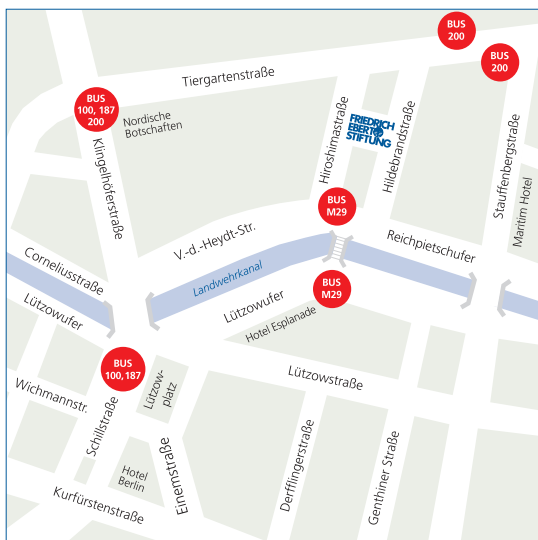 BUS
200
BUS
200
Tiergartenstraße
BUS
100, 187
200
Nordische
Botschaften
Klingelhöferstraße
Hiroshimastraße
FRIEDRICH
EBERT
STIFTUNG
Hildebrandstraße
Stauffenbergstraße
Maritim Hotel
BUS
M29
V.-d.-Heydt-Str.
Reichpietschufer
Corneliusstraße
Landwehrkanal
Lützowufer
BUS
M29
Lützowufer
Hotel Esplanade
BUS
100, 187
Lützow-
platz
Lützowstraße
Wichmannstr.
Schillstraße
Einemstraße
Derfflingerstraße
Genthiner Straße
Hotel
Berlin
Kurfürstenstraße